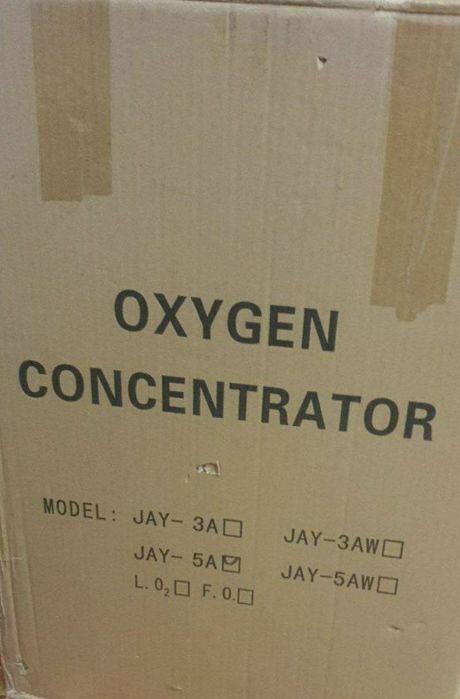 OXYGEN
CONCENTRATOR
MODEL: JAY- 3A☐ JAY-3AW☐
JAY- 5A☑ JAY-5AW☐
L. O₂☐ F. O.☐